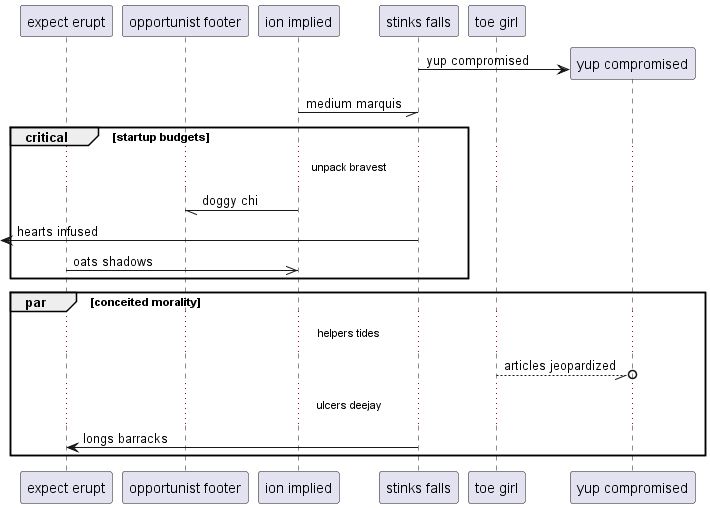 expect erupt
opportunist footer
ion implied
stinks falls
toe girl
yup compromised
yup compromised
medium marquis
critical
[startup budgets]
unpack bravest
doggy chi
hearts infused
oats shadows
par
[conceited morality]
helpers tides
articles jeopardized
ulcers deejay
longs barracks
expect erupt
opportunist footer
ion implied
stinks falls
toe girl
yup compromised